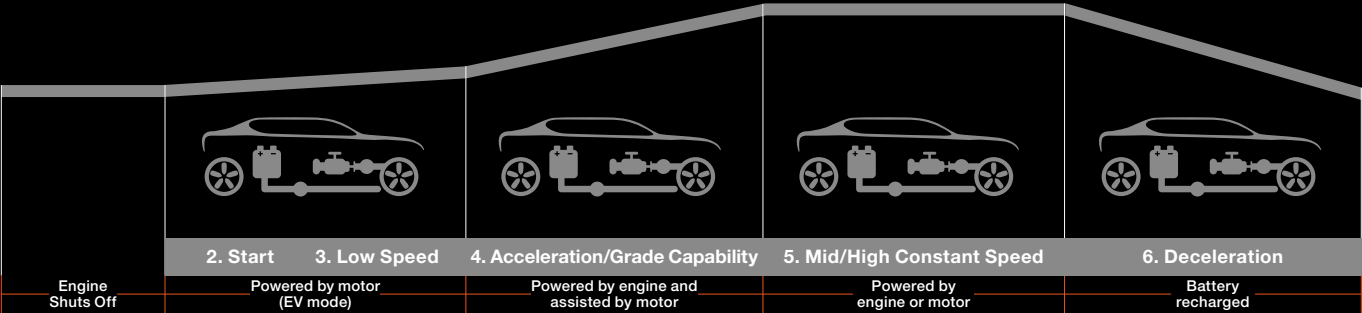 2. Start
3. Low Speed
4. Acceleration/Grade Capability
5. Mid/High Constant Speed
6. Deceleration
Engine
Shuts Off
Powered by motor
(EV mode)
Powered by engine and
assisted by motor
Powered by
engine or motor
Battery
recharged